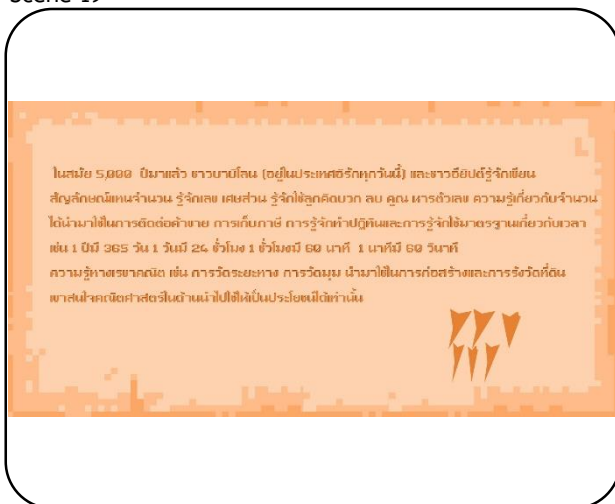 Scene 19
ในสมัย 5,000 ปีมาแล้ว ชาวบาบิโลน (อยู่ในประเทศอิรักทุกวันนี้) และชาวอียิปต์รู้จักเขียน
สัญลักษณ์แทนจำนวน รู้จักเลข เศษส่วน รู้จักใช้ลูกคิดบวก ลบ คูณ หารตัวเลข ความรู้เกี่ยวกับจำนวน
ได้นำมาใช้ในการติดต่อค้าขาย การเก็บภาษี การรู้จักทำปฏิทินและการรู้จักใช้มาตรฐานเกี่ยวกับเวลา
เช่น 1 ปีมี 365 วัน 1 วันมี 24 ชั่วโมง 1 ชั่วโมงมี 60 นาที 1 นาทีมี 60 วินาที
ความรู้ทางเรขาคณิต เช่น การวัดระยะทาง การวัดมุม นำมาใช้ในการก่อสร้างและการรังวัดที่ดิน
เขาสนใจคณิตศาสตร์ในด้านนำไปใช้ให้เป็นประโยชน์ได้เท่านั้น